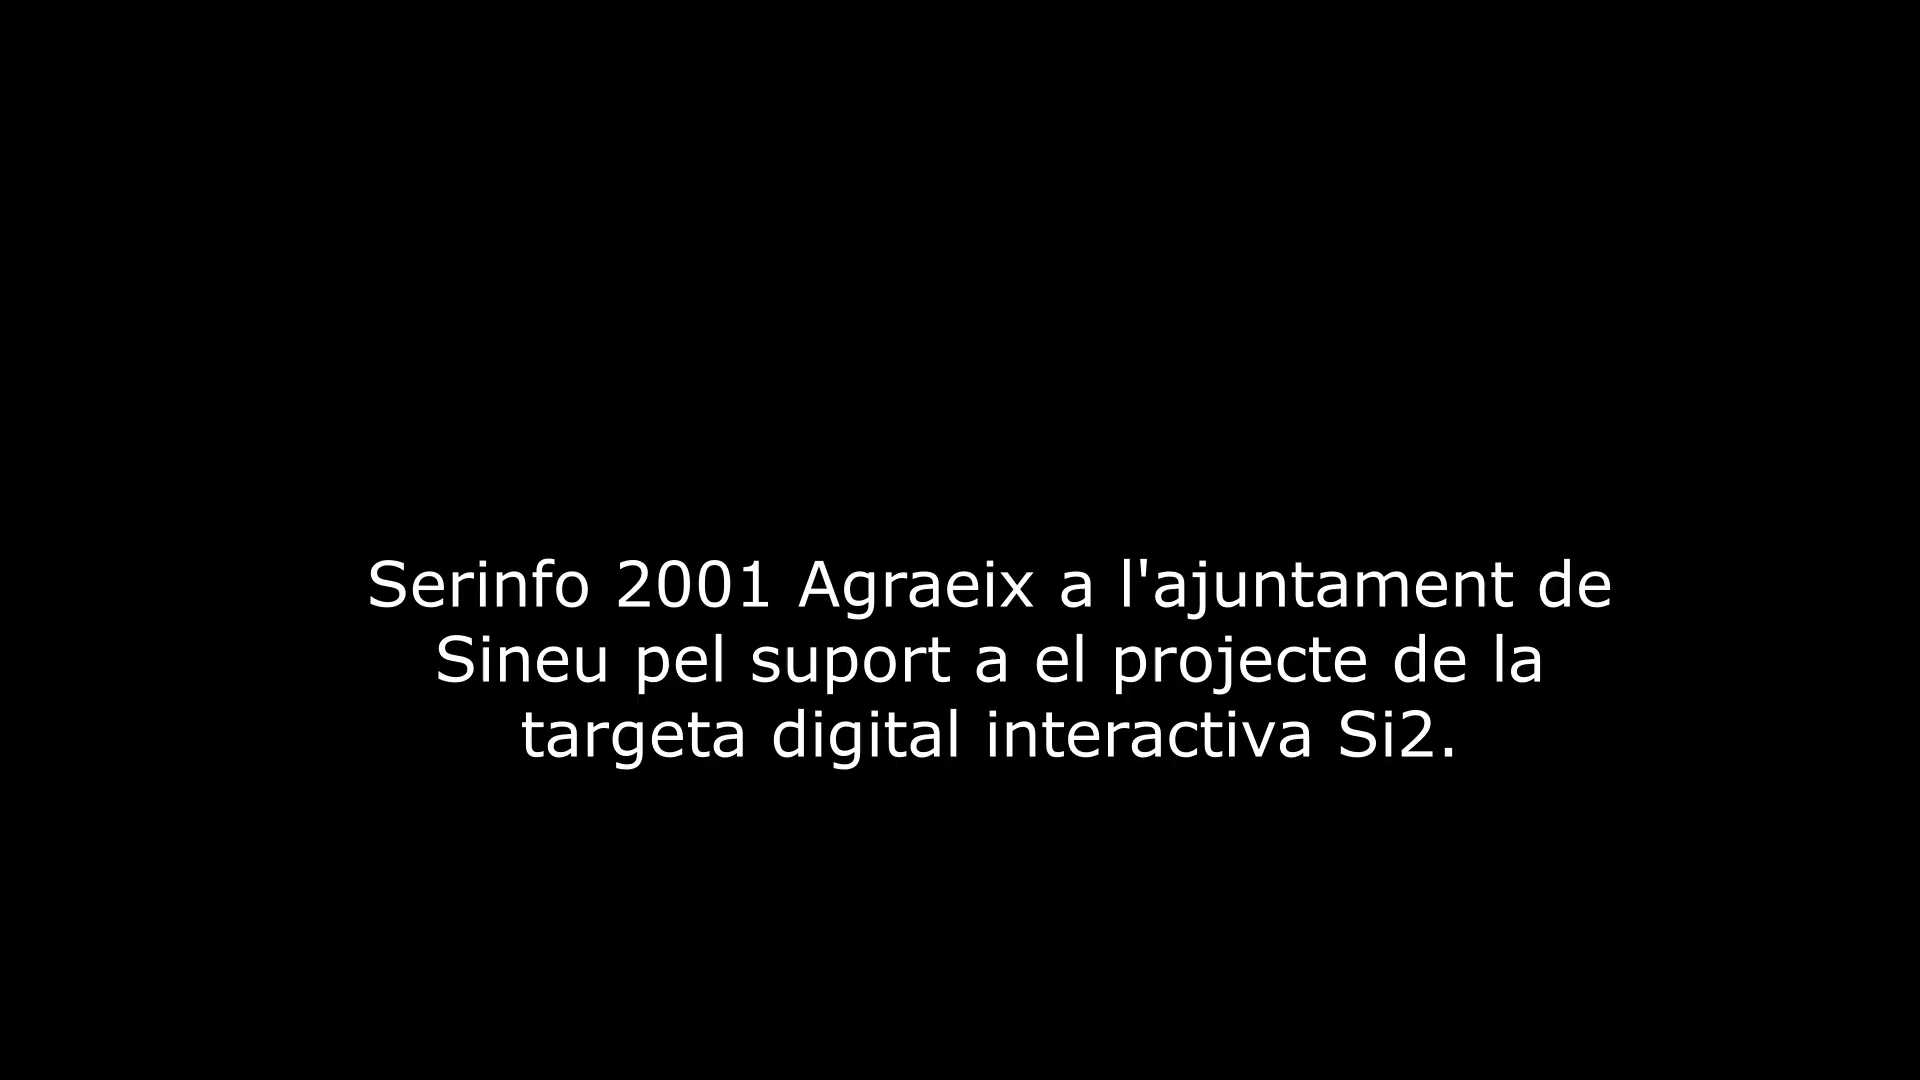 Serinfo 2001 Agraeix a l'ajuntament de
Sineu pel suport a el projecte de la
targeta digital interactiva Si2.